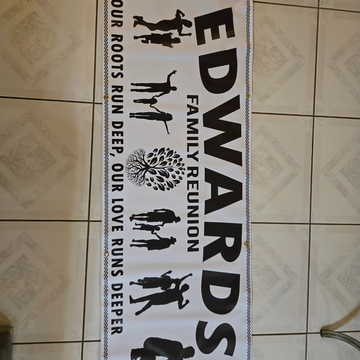 EDWARDS
FAMILY REUNION
OUR ROOTS RUN DEEP, OUR LOVE RUNS DEEPER